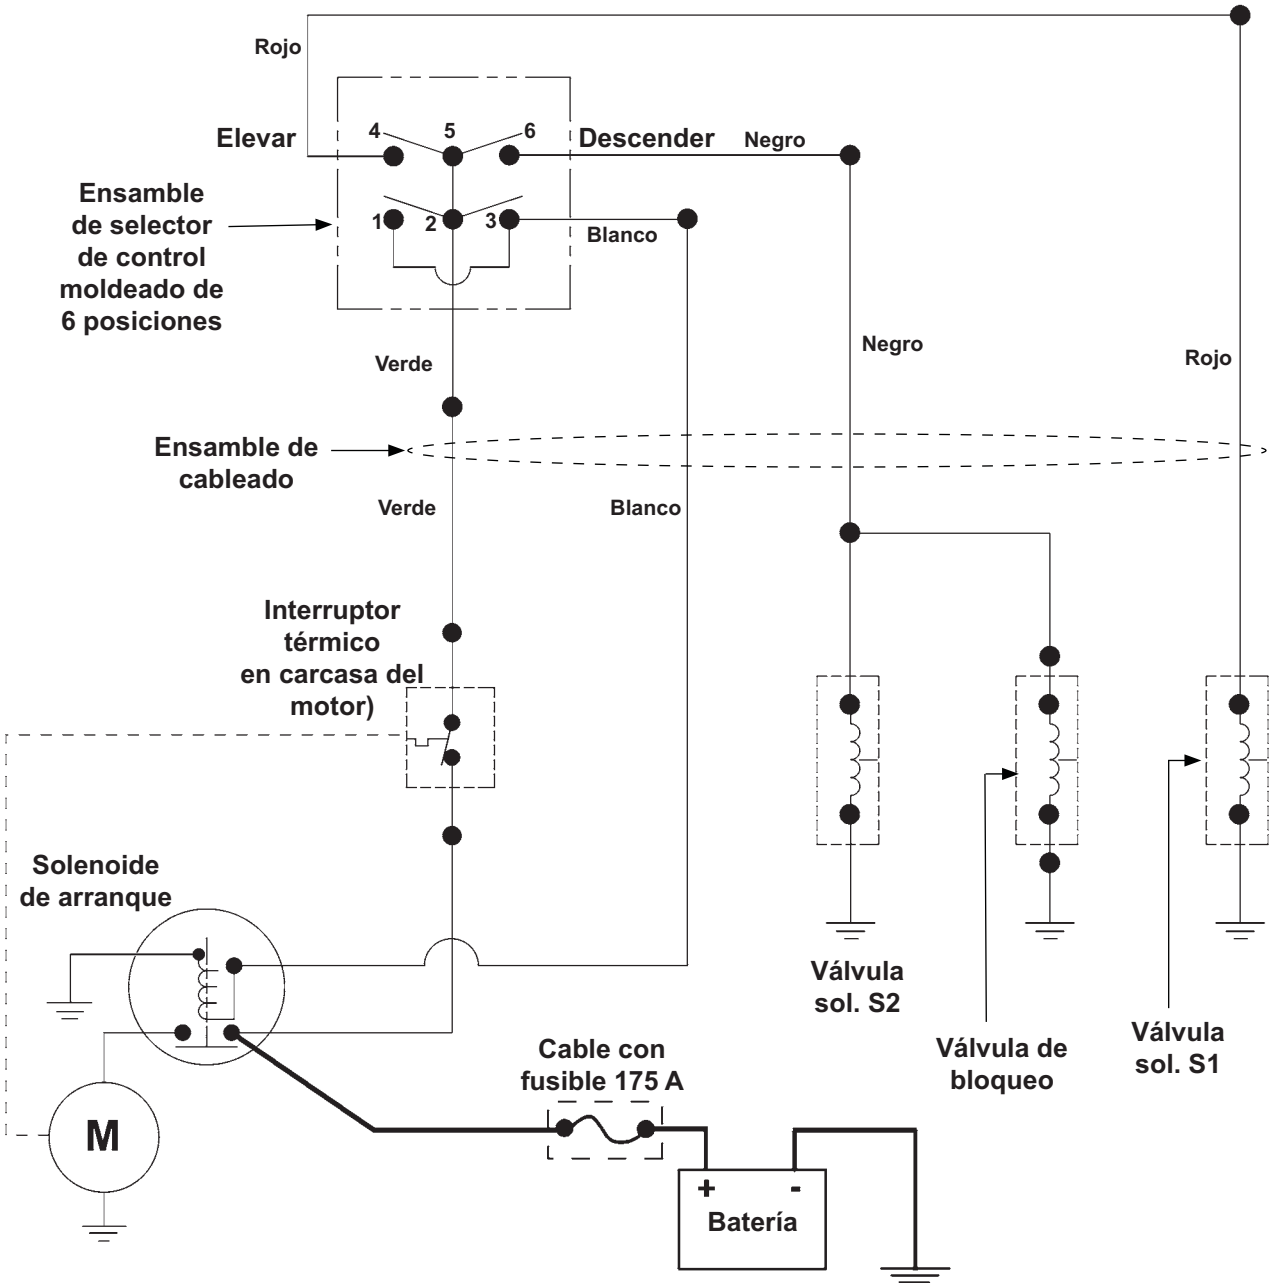 Rojo
Elevar
4
5
6
Descender
Negro
Ensamble
de selector
de control
moldeado de
6 posiciones
1
2
3
Blanco
Verde
Negro
Rojo
Ensamble de
cableado
Verde
Blanco
Interruptor
térmico
en carcasa del
motor)
Solenoide
de arranque
Válvula
sol. S2
Válvula de
bloqueo
Válvula
sol. S1
Cable con
fusible 175 A
M
+ -
Batería